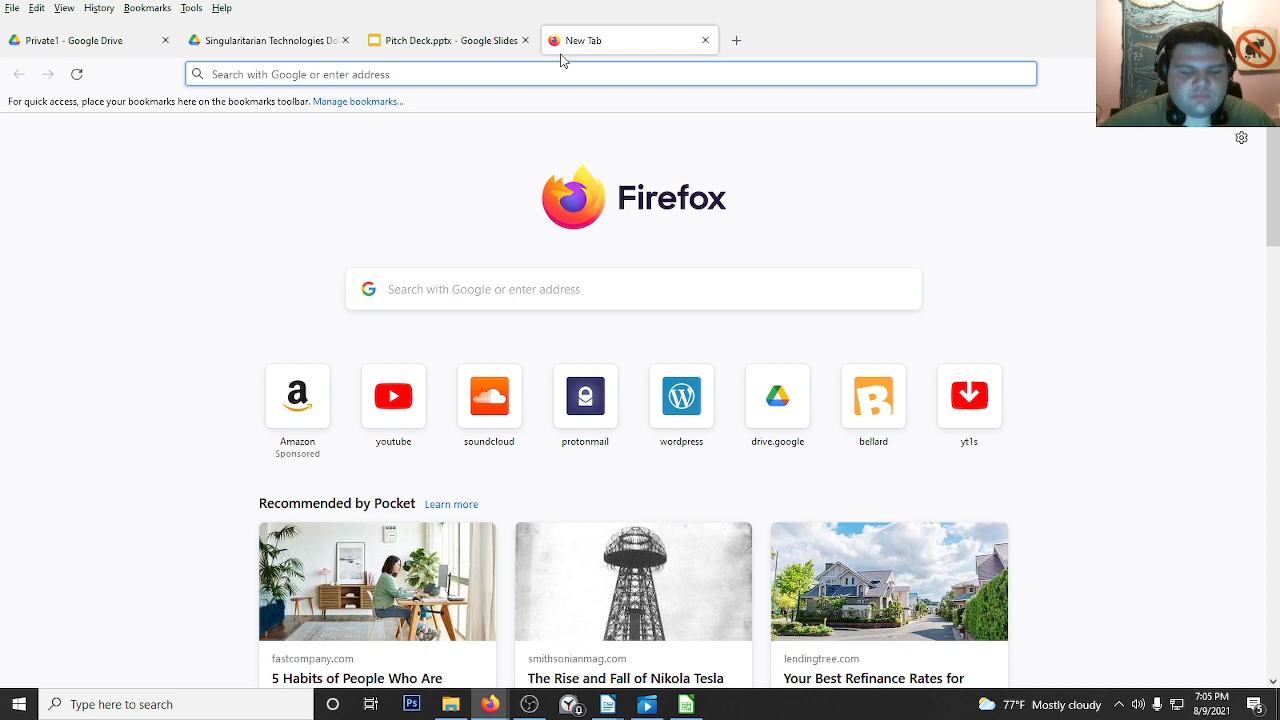 File Edit View History Bookmarks Tools Help
Private1 - Google Drive
Singularitarian Technologies Do
Pitch Deck.pptx - Google Slides
New Tab
Search with Google or enter address
For quick access, place your bookmarks here on the bookmarks toolbar. Manage bookmarks...
Firefox
Search with Google or enter address
Amazon
Sponsored
youtube
soundcloud
protonmail
wordpress
drive.google
bellard
yt1s
Recommended by Pocket Learn more
fastcompany.com
5 Habits of People Who Are
smithsonianmag.com
The Rise and Fall of Nikola Tesla
lendingtree.com
Your Best Refinance Rates for
Type here to search
77°F Mostly cloudy
7:05 PM
8/9/2021